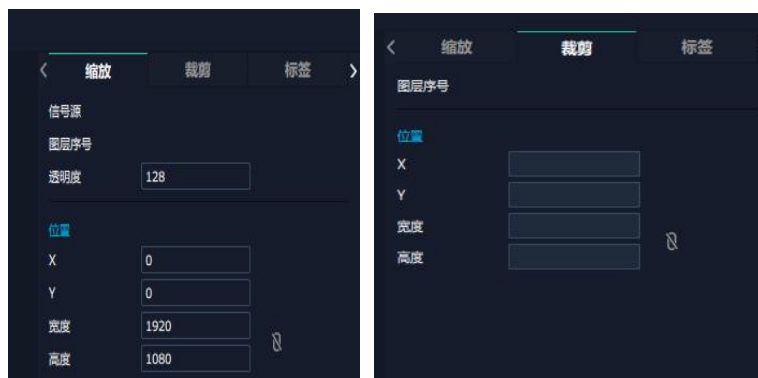 缩放 裁剪 标签
信号源
图层序号
透明度 128
位置
X 0
Y 0
宽度 1920
高度 1080
缩放 裁剪 标签
图层序号
位置
X
Y
宽度
高度